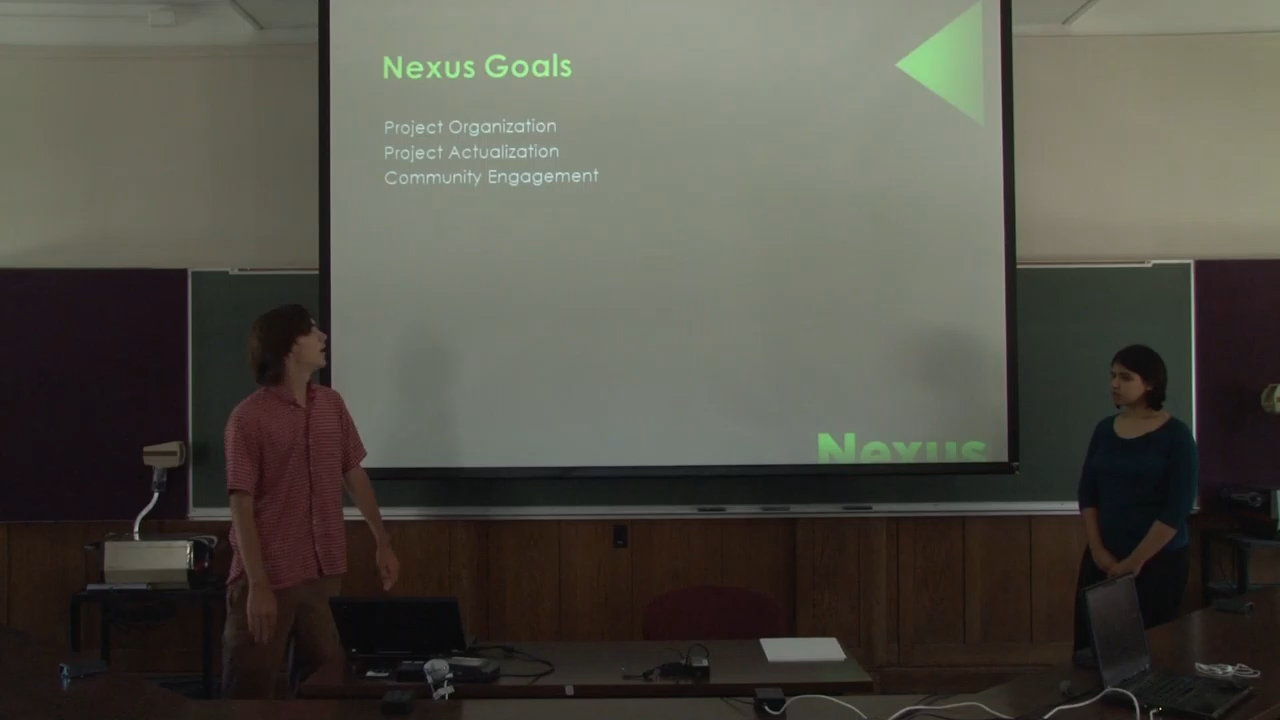 Nexus Goals
Project Organization
Project Actualization
Community Engagement
Nexus